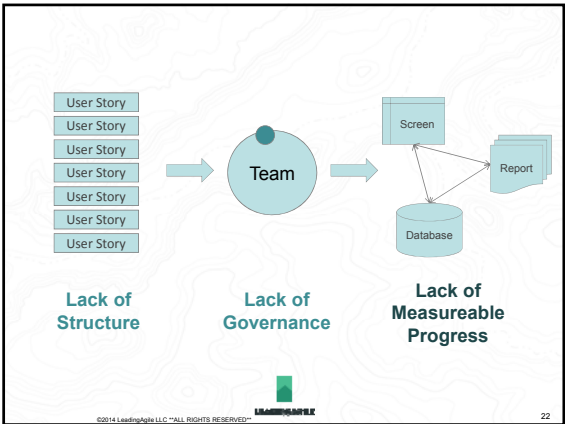 User Story
User Story
User Story
User Story
User Story
User Story
User Story
Team
Screen
Report
Database
Lack of
Structure
Lack of
Governance
Lack of
Measureable
Progress
©2014 LeadingAgile LLC **ALL RIGHTS RESERVED**
22